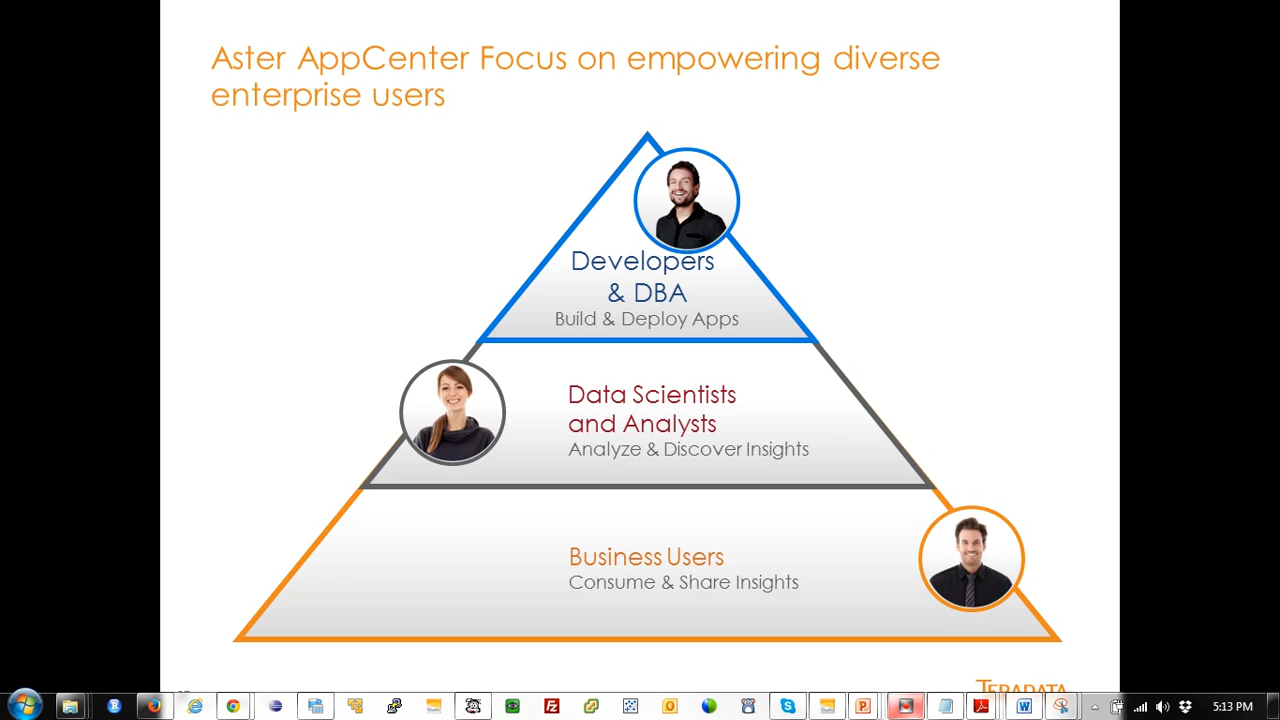 Aster AppCenter Focus on empowering diverse
enterprise users
Developers
& DBA
Build & Deploy Apps
Data Scientists
and Analysts
Analyze & Discover Insights
Business Users
Consume & Share Insights
TERADATA
5:13 PM